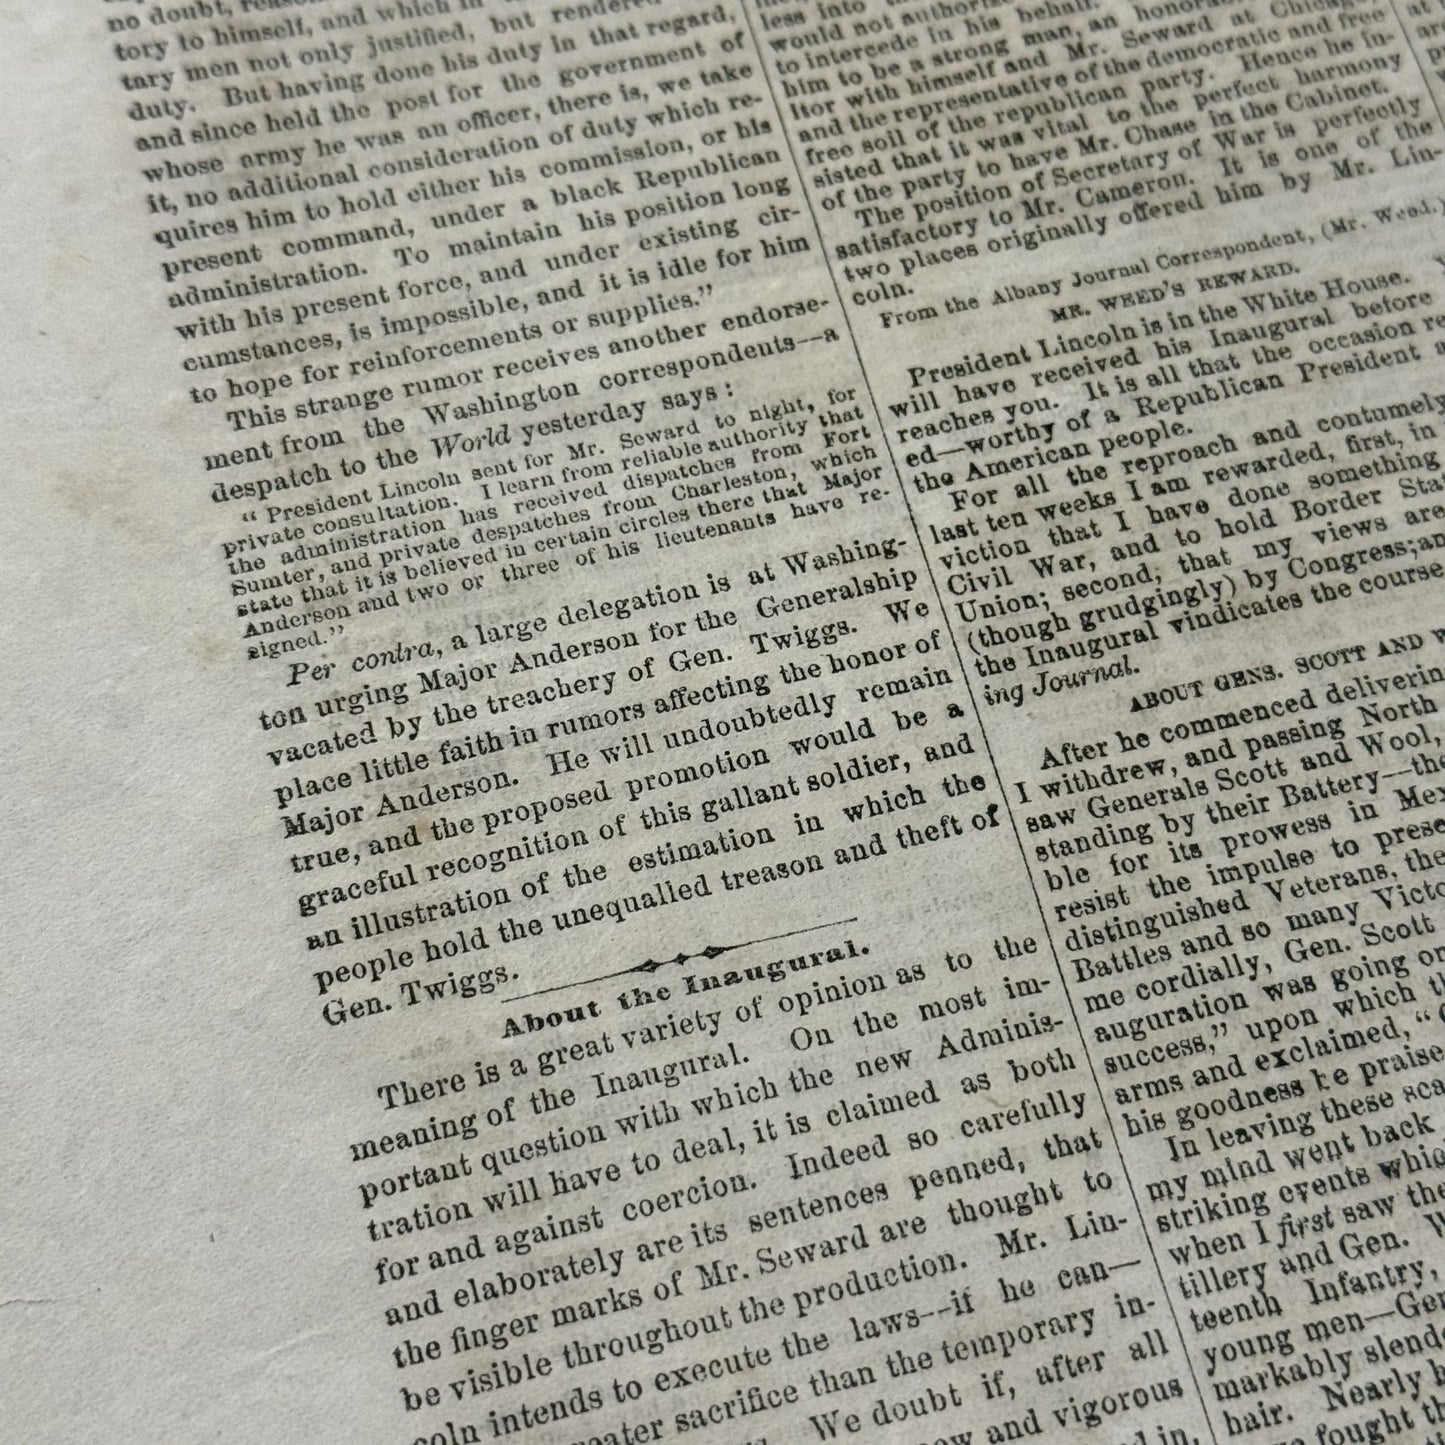 no doubt,
tory to himself, and which in
tary men not only justified, but rendered
duty. But having done his duty in that regard,
and since held the post for the government of
whose army he was an officer, there is, we take
it, no additional consideration of duty which re-
quires him to hold either his commission, or his
present command, under a black Republican
administration. To maintain his position long
with his present force, and under existing cir-
cumstances, is impossible, and it is idle for him
to hope for reinforcements or supplies."
This strange rumor receives another endorse-
ment from the Washington correspondents--a
despatch to the World yesterday says:
"President Lincoln sent for Mr. Seward to night, for
private consultation. I learn from reliable authority that
the administration has received dispatches from Fort
Sumter, and private despatches from Charleston, which
state that it is believed in certain circles there that Major
Anderson and two or three of his lieutenants have re-
signed."
Per contra, a large delegation is at Washing-
ton urging Major Anderson for the Generalship
vacated by the treachery of Gen. Twiggs. We
place little faith in rumors affecting the honor of
Major Anderson. He will undoubtedly remain
true, and the proposed promotion would be a
graceful recognition of this gallant soldier, and
an illustration of the estimation in which the
people hold the unequalled treason and theft of
Gen. Twiggs.
About the Inaugural.
There is a great variety of opinion as to the
meaning of the Inaugural. On the most im-
portant question with which the new Adminis-
tration will have to deal, it is claimed as both
for and against coercion. Indeed so carefully
and elaborately are its sentences penned, that
the finger marks of Mr. Seward are thought to
be visible throughout the production. Mr. Lin-
coln intends to execute the laws--if he can--
sacrifice than the temporary in-
We doubt if, after all
and vigorous
in,
less into
would not authorize
to intercede in his behalf.
him to be a strong man, an
itor with himself and Mr. Seward at Chicago,
and the representative of the democratic and free
free soil of the republican party. Hence he in-
sisted that it was vital to the perfect harmony
of the party to have Mr. Chase in the Cabinet.
The position of Secretary of War is perfectly
satisfactory to Mr. Cameron. It is one of the
two places originally offered him by Mr. Lin-
coln.
From the Albany Journal Correspondent, (Mr. Weed.)
MR. WEED'S REWARD.
President Lincoln is in the White House.
will have received his Inaugural before
reaches you. It is all that the occasion
ed--worthy of a Republican President
the American people.
For all the reproach and contumely
last ten weeks I am rewarded, first, in
viction that I have done something
Civil War, and to hold Border
Union; second, that my views are
(though grudgingly) by Congress;
the Inaugural vindicates the course
ing Journal.
ABOUT GENS. SCOTT AND
After he commenced
I withdrew, and passing North
saw Generals Scott and Wool,
standing by their Battery--the
ble for its prowess in
resist the impulse to
distinguished Veterans, the
Battles and so many
me cordially, Gen. Scott
auguration was going
success," upon which
arms and exclaimed, "
his goodness he praise
In leaving these
my mind went back
striking events
when I first saw the
tillery and Gen.
teenth Infantry,
young men--
markably
hair. Nearly
fought